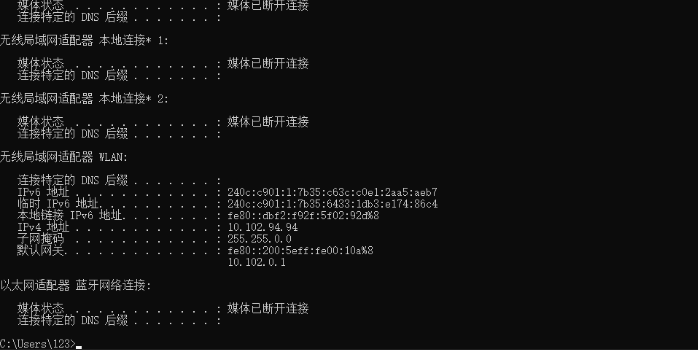 媒体状态 . . . . . . . . . . . . : 媒体已断开连接
连接特定的 DNS 后缀 . . . . . . . :
无线局域网适配器 本地连接* 1:
媒体状态 . . . . . . . . . . . . : 媒体已断开连接
连接特定的 DNS 后缀 . . . . . . . :
无线局域网适配器 本地连接* 2:
媒体状态 . . . . . . . . . . . . : 媒体已断开连接
连接特定的 DNS 后缀 . . . . . . . :
无线局域网适配器 WLAN:
连接特定的 DNS 后缀 . . . . . . . :
IPv6 地址 . . . . . . . . . . . . : 240c:c901:1:7b35:c63c:c0e1:2aa5:aeb7
临时 IPv6 地址. . . . . . . . . . : 240c:c901:1:7b35:6433:1db3:e174:86c4
本地链接 IPv6 地址. . . . . . . . : fe80::dbf2:f92f:5f02:92d%8
IPv4 地址 . . . . . . . . . . . . : 10.102.94.94
子网掩码 . . . . . . . . . . . . : 255.255.0.0
默认网关. . . . . . . . . . . . . : fe80::200:5eff:fe00:10a%8
10.102.0.1
以太网适配器 蓝牙网络连接:
媒体状态 . . . . . . . . . . . . : 媒体已断开连接
连接特定的 DNS 后缀 . . . . . . . :
C:\Users\123>